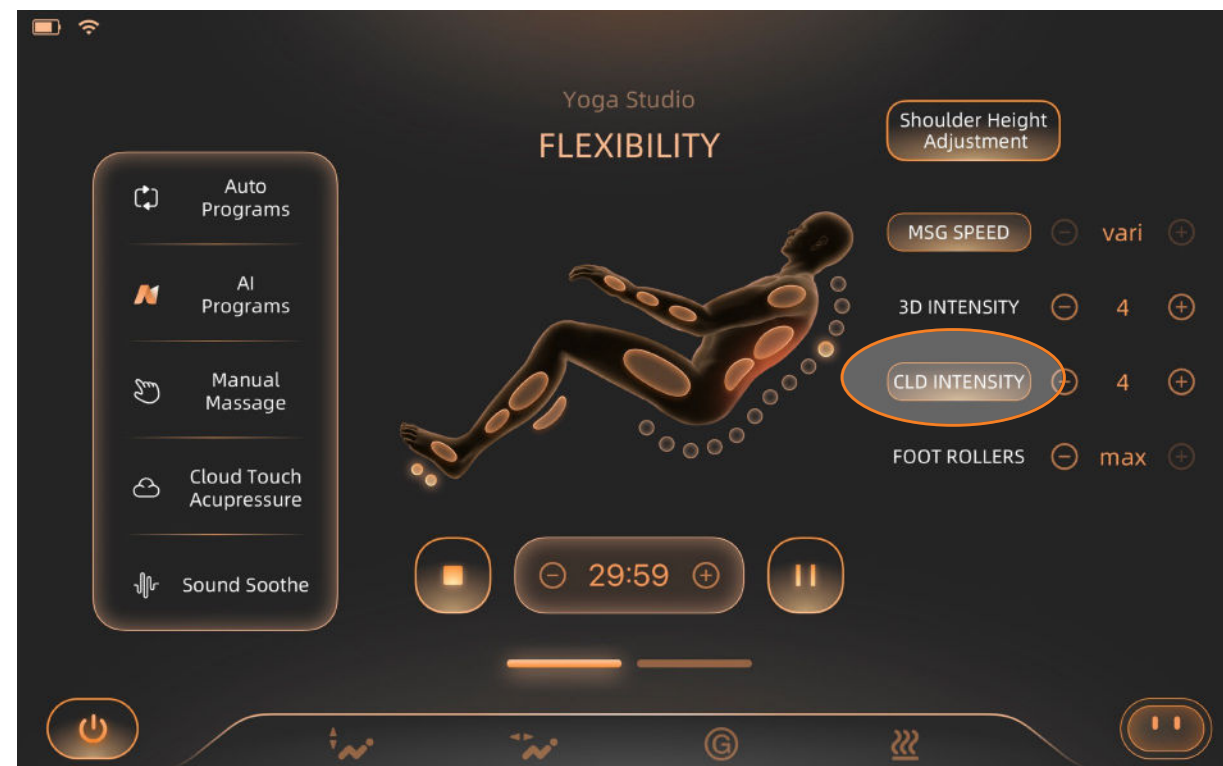 Yoga Studio
FLEXIBILITY
Shoulder Height
Adjustment
Auto
Programs
AI
Programs
Manual
Massage
Cloud Touch
Acupressure
Sound Soothe
MSG SPEED vari
3D INTENSITY 4
CLD INTENSITY 4
FOOT ROLLERS max
29:59
G